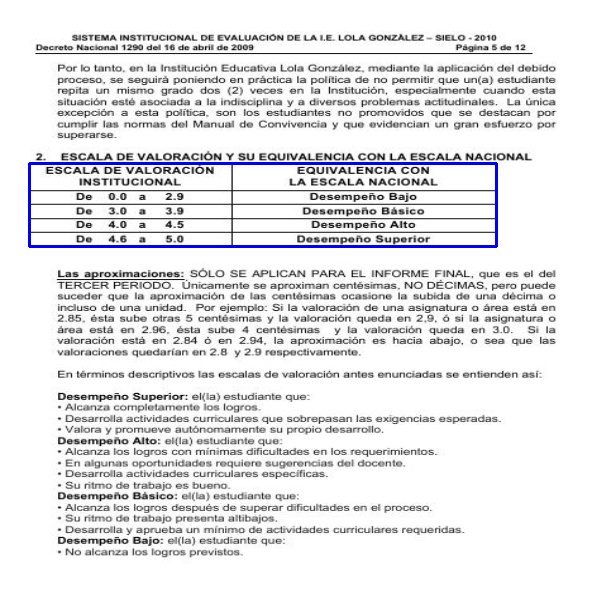 SISTEMA INSTITUCIONAL DE EVALUACIÓN DE LA I.E. LOLA GONZÀLEZ – SIELO - 2010
Decreto Nacional 1290 del 16 de abril de 2009 Página 5 de 12
Por lo tanto, en la Institución Educativa Lola González, mediante la aplicación del debido
proceso, se seguirá poniendo en práctica la política de no permitir que un(a) estudiante
repita un mismo grado dos (2) veces en la Institución, especialmente cuando esta
situación esté asociada a la indisciplina y a diversos problemas actitudinales. La única
excepción a esta política, son los estudiantes no promovidos que se destacan por
cumplir las normas del Manual de Convivencia y que evidencian un gran esfuerzo por
superarse.
2. ESCALA DE VALORACIÓN Y SU EQUIVALENCIA CON LA ESCALA NACIONAL
ESCALA DE VALORACIÓN EQUIVALENCIA CON
INSTITUCIONAL LA ESCALA NACIONAL
De 0.0 a 2.9 Desempeño Bajo
De 3.0 a 3.9 Desempeño Básico
De 4.0 a 4.5 Desempeño Alto
De 4.6 a 5.0 Desempeño Superior
Las aproximaciones: SÓLO SE APLICAN PARA EL INFORME FINAL, que es el del
TERCER PERIODO. Únicamente se aproximan centésimas, NO DÉCIMAS, pero puede
suceder que la aproximación de las centésimas ocasione la subida de una décima o
incluso de una unidad. Por ejemplo: Si la valoración de una asignatura o área está en
2.85, ésta sube otras 5 centésimas y la valoración queda en 2,9, ó si la asignatura o
área está en 2.96, ésta sube 4 centésimas y la valoración queda en 3.0. Si la
valoración está en 2.84 ó en 2.94, la aproximación es hacia abajo, o sea que las
valoraciones quedarían en 2.8 y 2.9 respectivamente.
En términos descriptivos las escalas de valoración antes enunciadas se entienden así:
Desempeño Superior: el(la) estudiante que:
• Alcanza completamente los logros.
• Desarrolla actividades curriculares que sobrepasan las exigencias esperadas.
• Valora y promueve autónomamente su propio desarrollo.
Desempeño Alto: el(la) estudiante que:
• Alcanza los logros con mínimas dificultades en los requerimientos.
• En algunas oportunidades requiere sugerencias del docente.
• Desarrolla actividades curriculares específicas.
• Su ritmo de trabajo es bueno.
Desempeño Básico: el(la) estudiante que:
• Alcanza los logros después de superar dificultades en el proceso.
• Su ritmo de trabajo presenta altibajos.
• Desarrolla y aprueba un mínimo de actividades curriculares requeridas.
Desempeño Bajo: el(la) estudiante que:
• No alcanza los logros previstos.